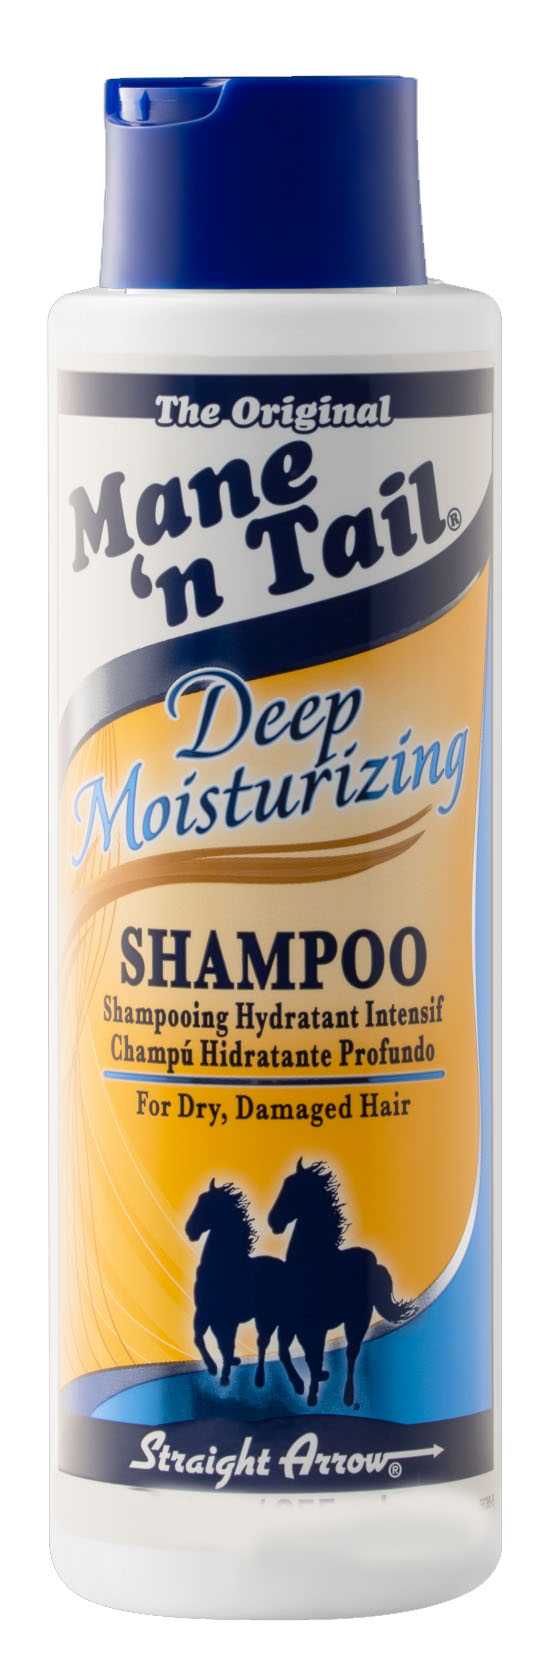 The Original
Mane
'n Tail®
Deep
Moisturizing
SHAMPOO
Shampooing Hydratant Intensif
Champú Hidratante Profundo
For Dry, Damaged Hair
Straight Arrow®